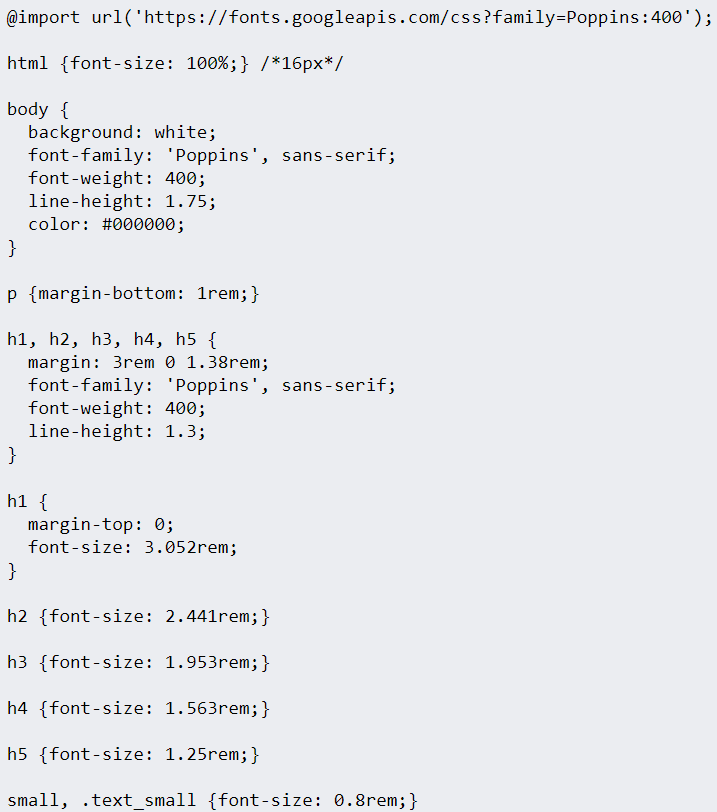 @import url('https://fonts.googleapis.com/css?family=Poppins:400');
html {font-size: 100%;} /*16px*/
body {
background: white;
font-family: 'Poppins', sans-serif;
font-weight: 400;
line-height: 1.75;
color: #000000;
}
p {margin-bottom: 1rem;}
h1, h2, h3, h4, h5 {
margin: 3rem 0 1.38rem;
font-family: 'Poppins', sans-serif;
font-weight: 400;
line-height: 1.3;
}
h1 {
margin-top: 0;
font-size: 3.052rem;
}
h2 {font-size: 2.441rem;}
h3 {font-size: 1.953rem;}
h4 {font-size: 1.563rem;}
h5 {font-size: 1.25rem;}
small, .text_small {font-size: 0.8rem;}